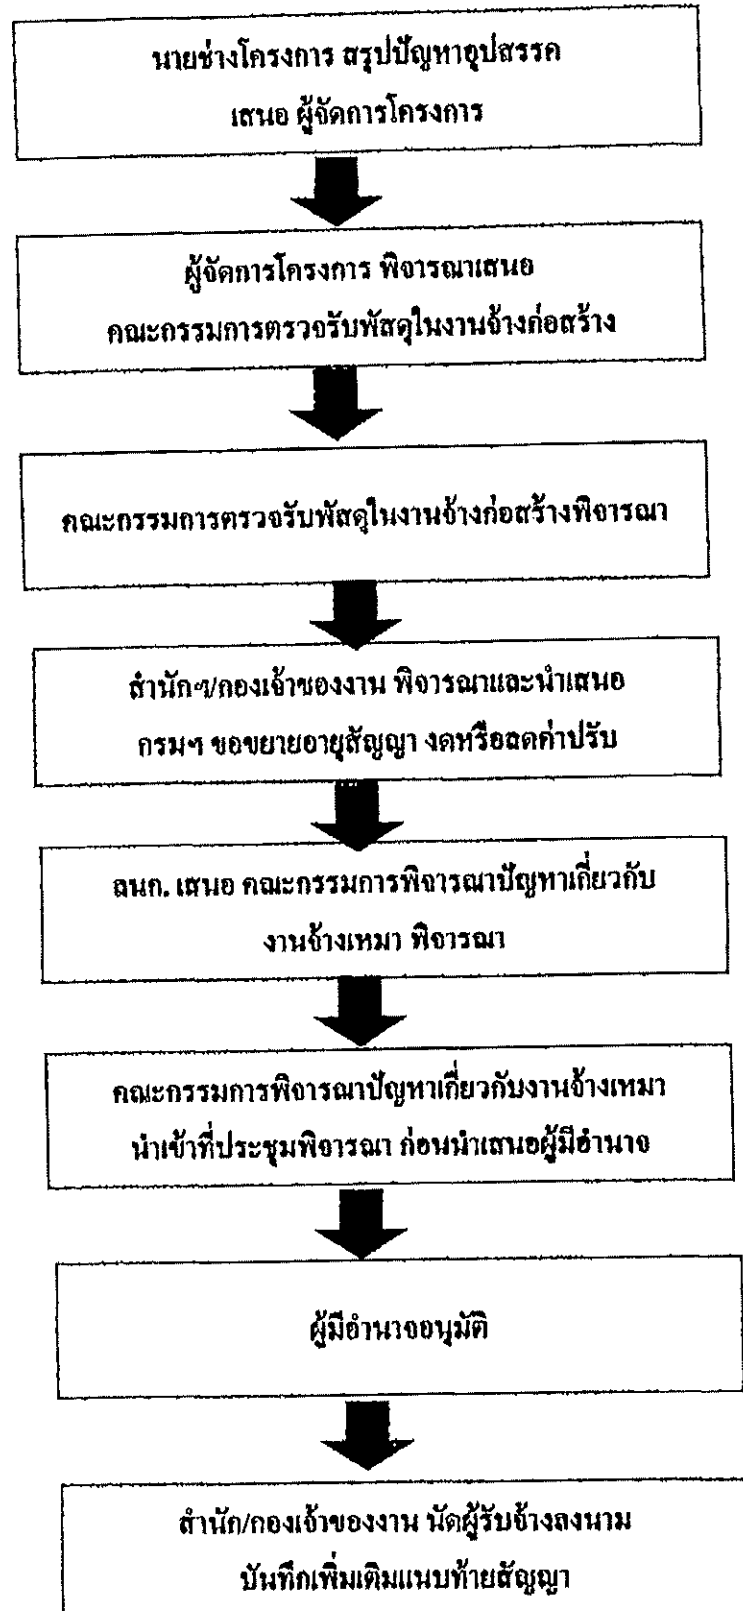 นายช่างโครงการ สรุปปัญหาอุปสรรค
เสนอ ผู้จัดการโครงการ
ผู้จัดการโครงการ พิจารณาเสนอ
คณะกรรมการตรวจรับพัสดุในงานจ้างก่อสร้าง
คณะกรรมการตรวจรับพัสดุในงานจ้างก่อสร้างพิจารณา
สำนักฯ/กองเจ้าของงาน พิจารณาและนำเสนอ
กรมฯ ขอขยายอายุสัญญา งดหรือลดค่าปรับ
ลนก. เสนอ คณะกรรมการพิจารณาปัญหาเกี่ยวกับ
งานจ้างเหมา พิจารณา
คณะกรรมการพิจารณาปัญหาเกี่ยวกับงานจ้างเหมา
นำเข้าที่ประชุมพิจารณา ก่อนนำเสนอผู้มีอำนาจ
ผู้มีอำนาจอนุมัติ
สำนัก/กองเจ้าของงาน นัดผู้รับจ้างลงนาม
บันทึกเพิ่มเติมแนบท้ายสัญญา